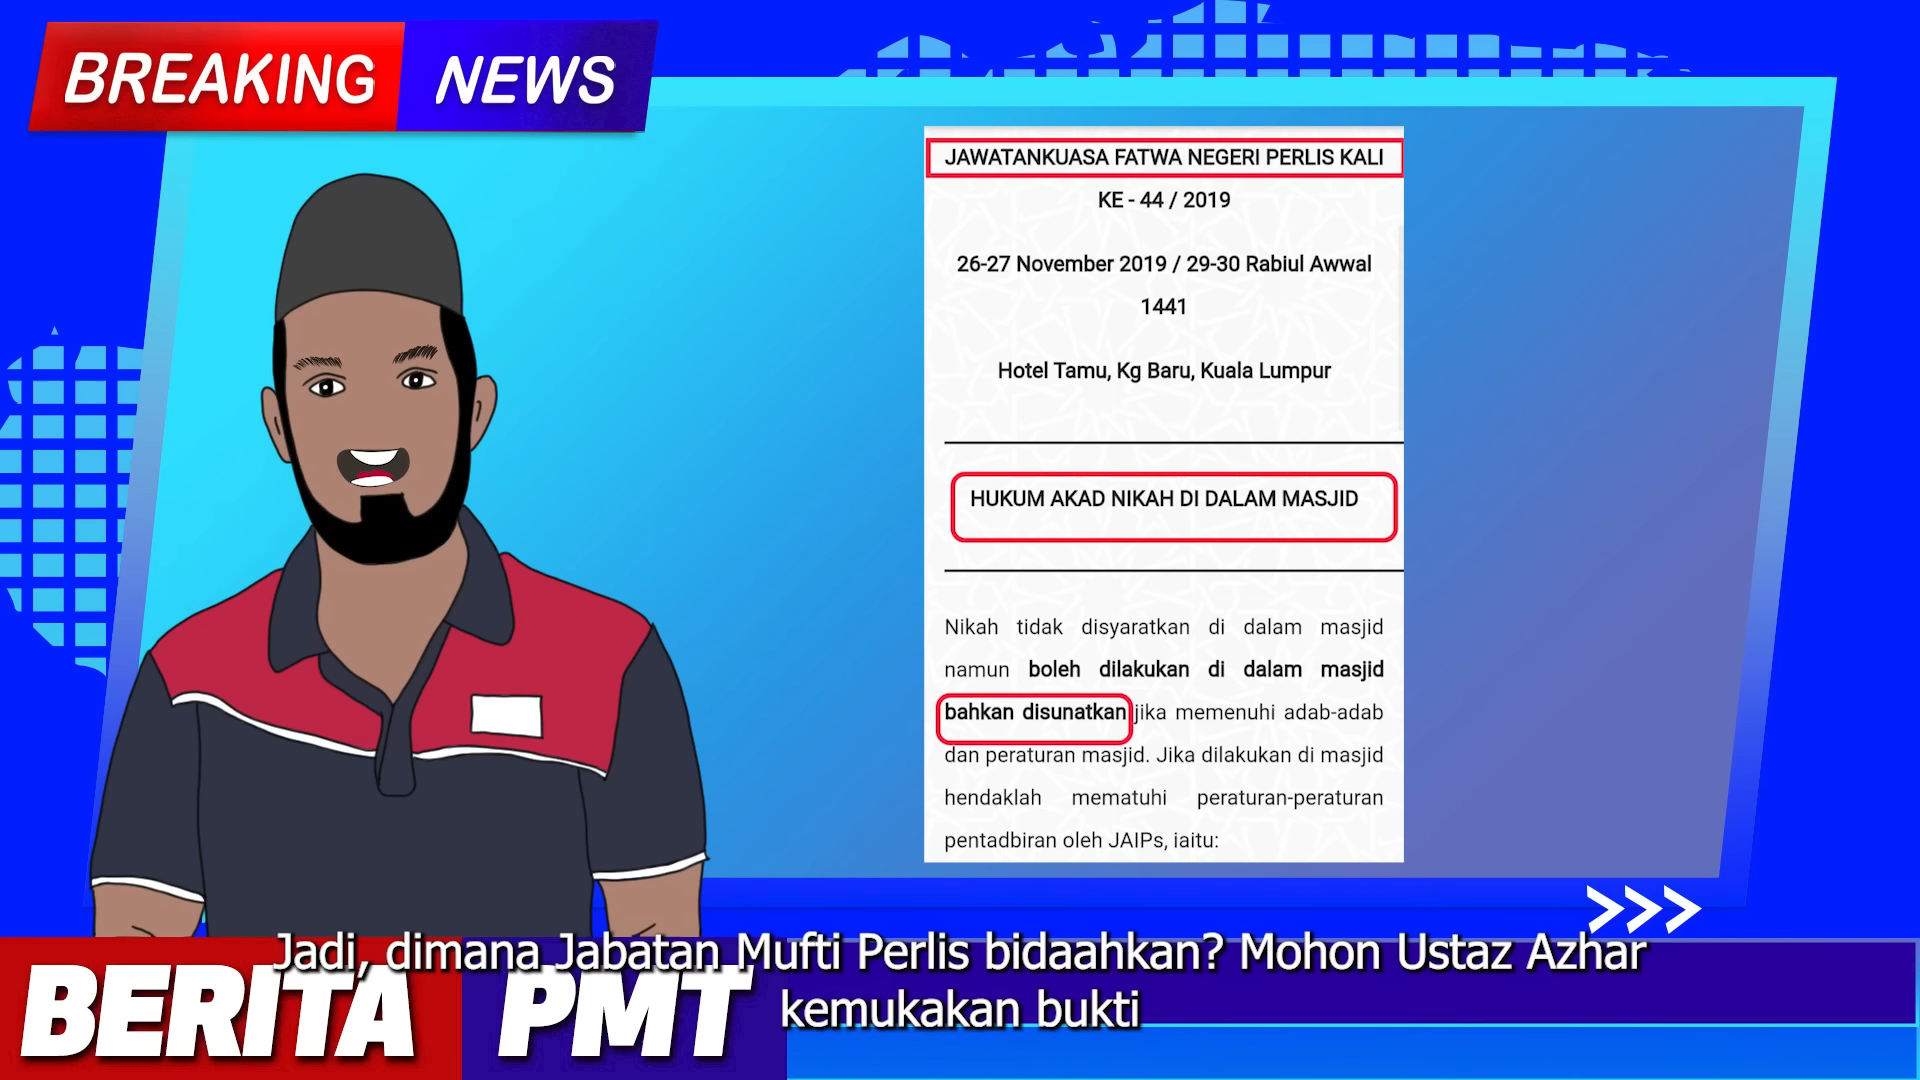 BREAKING NEWS
JAWATANKUASA FATWA NEGERI PERLIS KALI
KE - 44 / 2019
26-27 November 2019 / 29-30 Rabiul Awwal
1441
Hotel Tamu, Kg Baru, Kuala Lumpur
HUKUM AKAD NIKAH DI DALAM MASJID
Nikah tidak disyaratkan di dalam masjid
namun boleh dilakukan di dalam masjid
bahkan disunatkan jika memenuhi adab-adab
dan peraturan masjid. Jika dilakukan di masjid
hendaklah mematuhi peraturan-peraturan
pentadbiran oleh JAIPs, iaitu:
Jadi, dimana Jabatan Mufti Perlis bidaahkan? Mohon Ustaz Azhar
kemukakan bukti
BERITA PMT